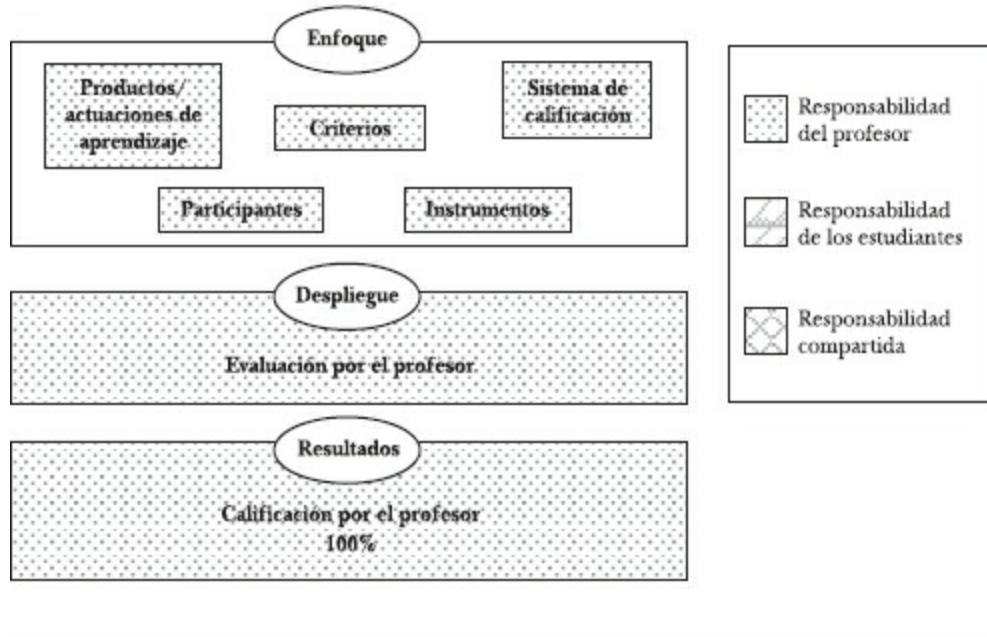 Enfoque
Productos/
actuaciones de
aprendizaje
Criterios
Sistema de
calificación
Participantes
Instrumentos
Despliegue
Evaluación por el profesor
Resultados
Calificación por el profesor
100%
Responsabilidad
del profesor
Responsabilidad
de los estudiantes
Responsabilidad
compartida